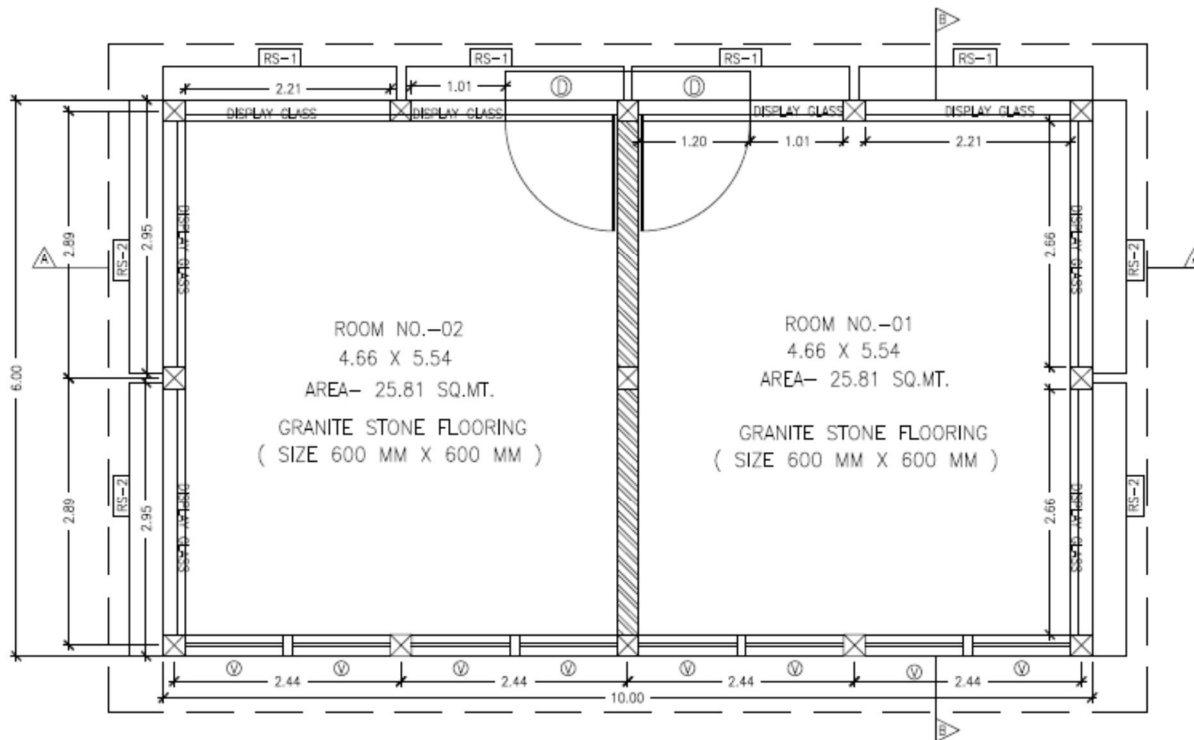 B
RS-1
RS-1
RS-1
RS-1
2.21
1.01
D
D
DISPLAY GLASS
DISPLAY GLASS
DISPLAY GLASS
DISPLAY GLASS
1.20
1.01
2.21
A
RS-2
2.89
2.95
DISPLAY GLASS
2.66
DISPLAY GLASS
RS-2
6.00
ROOM NO.-02
4.66 X 5.54
AREA- 25.81 SQ.MT.
GRANITE STONE FLOORING
( SIZE 600 MM X 600 MM )
ROOM NO.-01
4.66 X 5.54
AREA- 25.81 SQ.MT.
GRANITE STONE FLOORING
( SIZE 600 MM X 600 MM )
2.89
RS-2
2.95
DISPLAY GLASS
2.66
DISPLAY GLASS
RS-2
V
V
V
V
V
V
V
V
2.44
2.44
2.44
2.44
10.00
B